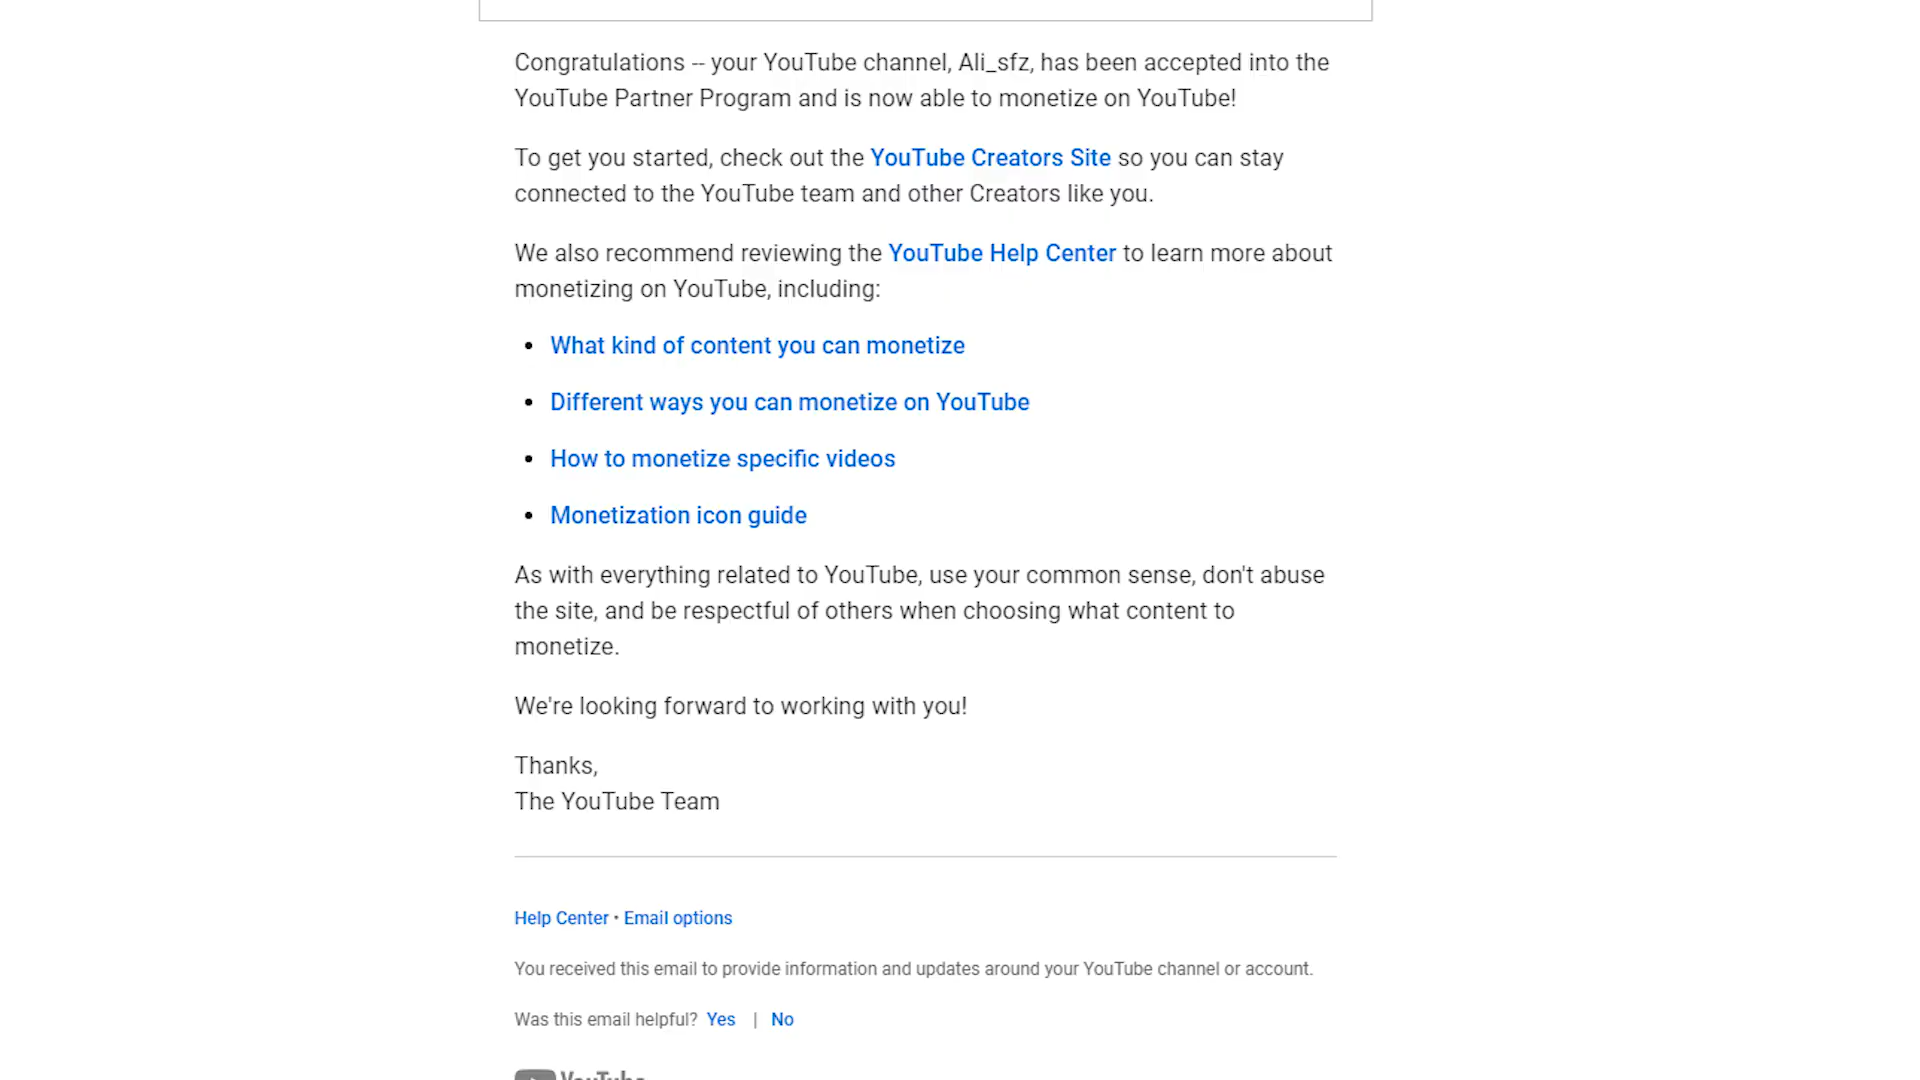 Congratulations -- your YouTube channel, Ali_sfz, has been accepted into the
YouTube Partner Program and is now able to monetize on YouTube!
To get you started, check out the YouTube Creators Site so you can stay
connected to the YouTube team and other Creators like you.
We also recommend reviewing the YouTube Help Center to learn more about
monetizing on YouTube, including:
• What kind of content you can monetize
• Different ways you can monetize on YouTube
• How to monetize specific videos
• Monetization icon guide
As with everything related to YouTube, use your common sense, don't abuse
the site, and be respectful of others when choosing what content to
monetize.
We're looking forward to working with you!
Thanks,
The YouTube Team
Help Center • Email options
You received this email to provide information and updates around your YouTube channel or account.
Was this email helpful? Yes | No
YouTube